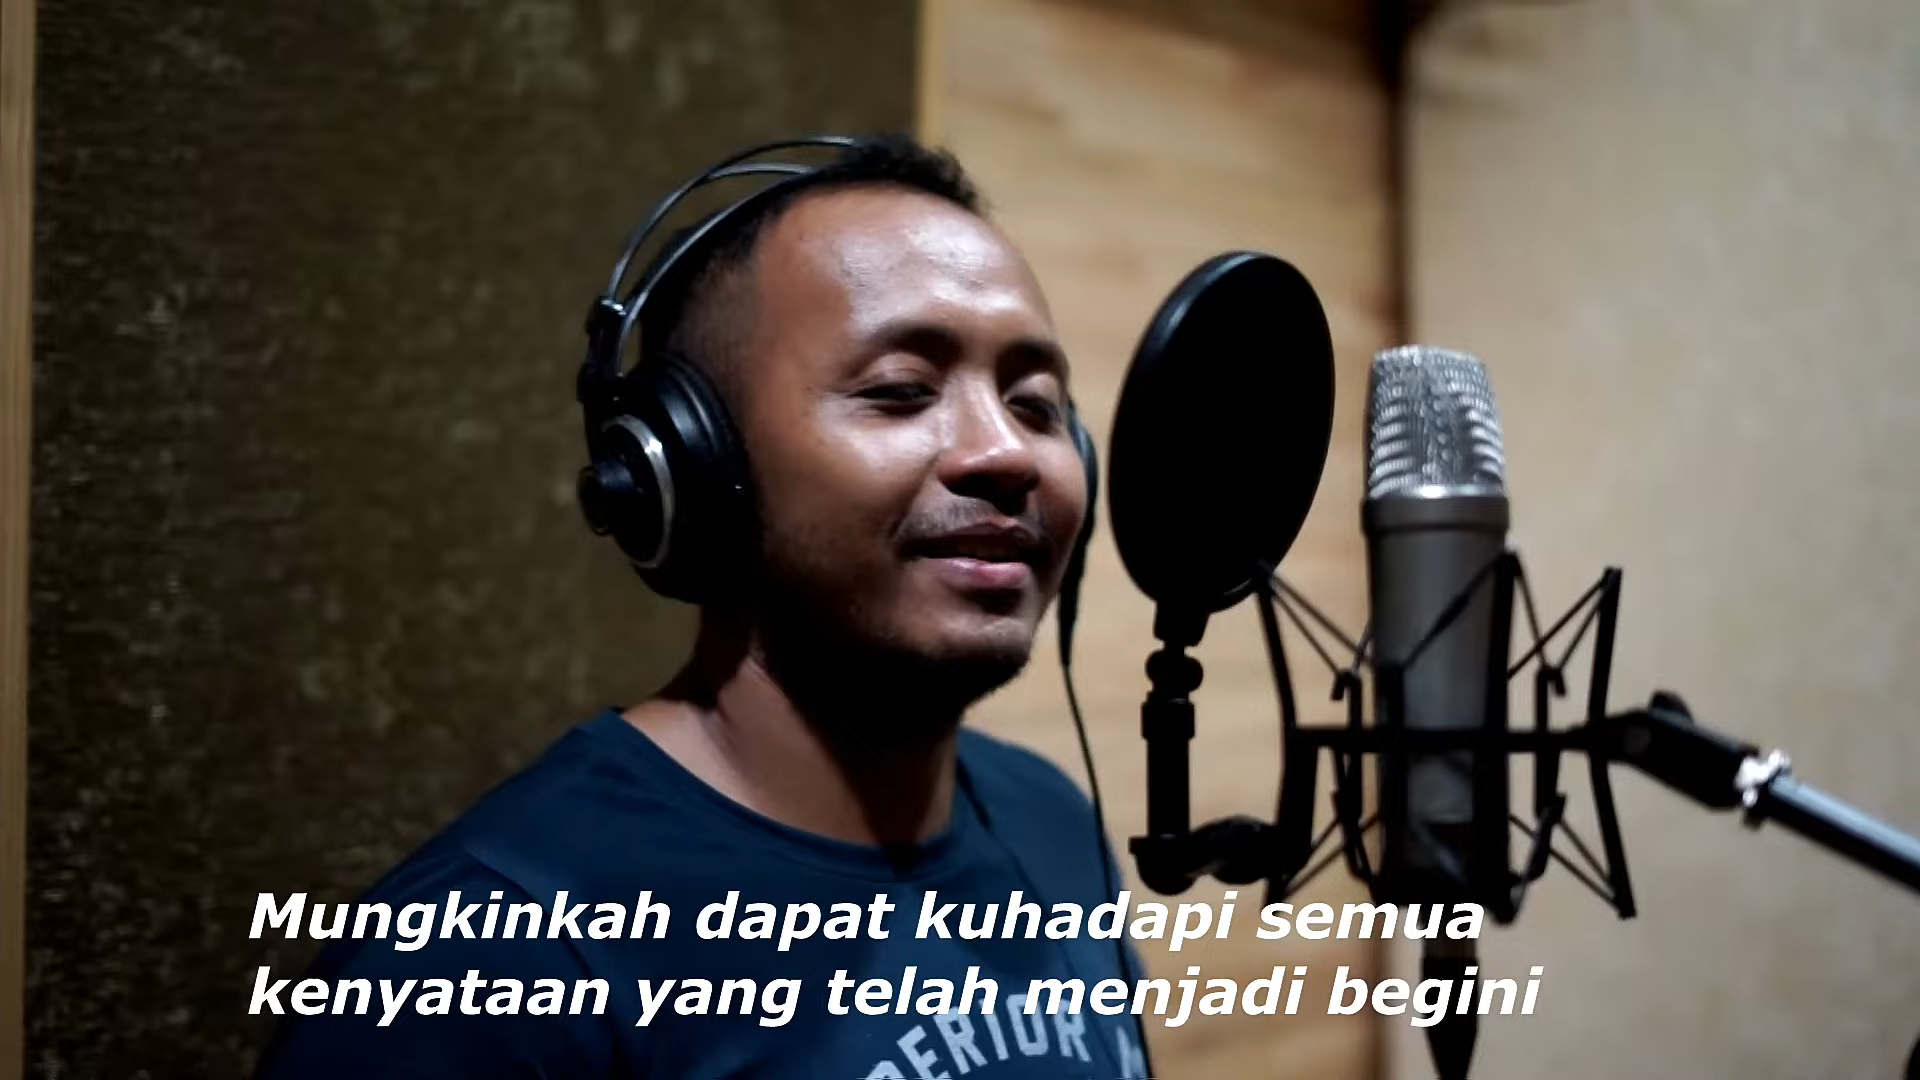 Mungkinkah dapat kuhadapi semua
kenyataan yang telah menjadi begini